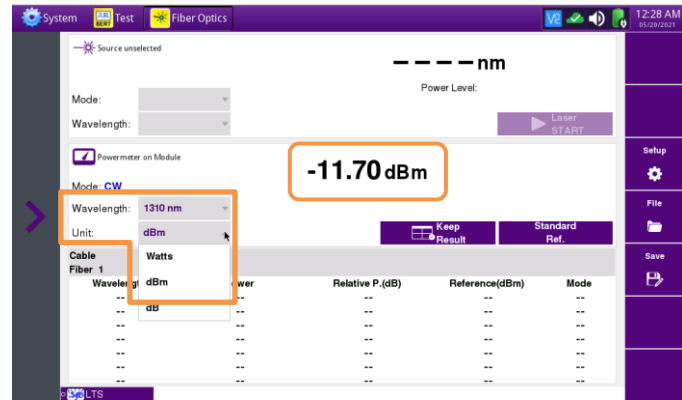 System Test Fiber Optics 12:28 AM
05/20/2021
Source unselected
– – – – nm
Power Level:
Mode:
Wavelength:
Laser
START
Powermeter on Module
-11.70 dBm
Mode: CW
Wavelength: 1310 nm
Unit: dBm
Keep
Result
Standard
Ref.
Setup
File
Save
Watts
dBm
dB
Cable
Fiber 1
Waveleng wer Relative P.(dB) Reference(dBm) Mode
-- -- -- -- --
-- -- -- -- --
-- -- -- -- --
-- -- -- -- --
-- -- -- -- --
-- -- -- -- --
LTS